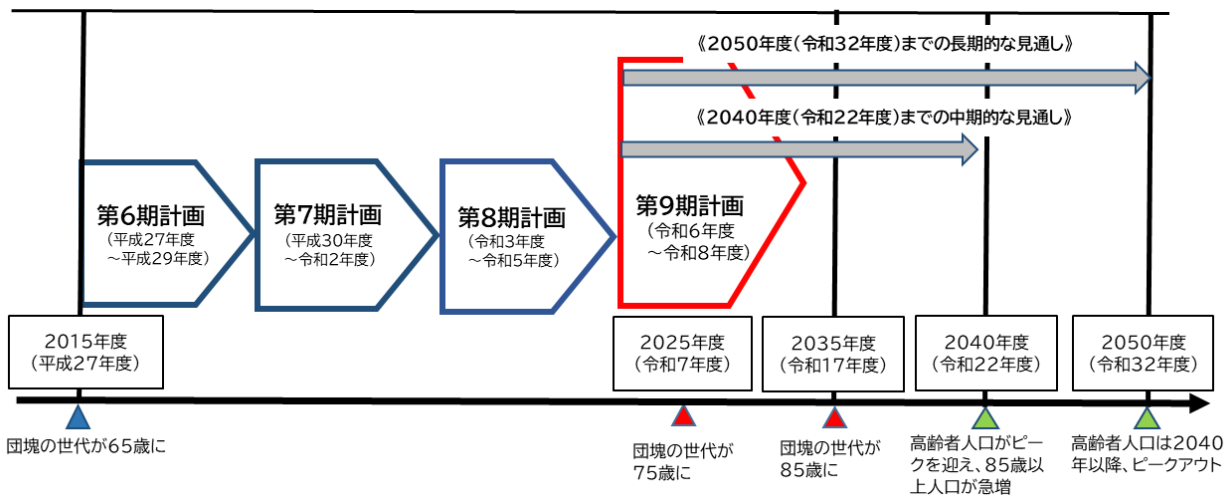 《2050年度(令和32年度)までの長期的な見通し》
《2040年度(令和22年度)までの中期的な見通し》
第6期計画
(平成27年度
～平成29年度)
第7期計画
(平成30年度
～令和2年度)
第8期計画
(令和3年度
～令和5年度)
第9期計画
(令和6年度
～令和8年度)
2015年度
(平成27年度)
2025年度
(令和7年度)
2035年度
(令和17年度)
2040年度
(令和22年度)
2050年度
(令和32年度)
団塊の世代が65歳に
団塊の世代が
75歳に
団塊の世代が
85歳に
高齢者人口がピー
クを迎え、85歳以
上人口が急増
高齢者人口は2040
年以降、ピークアウト